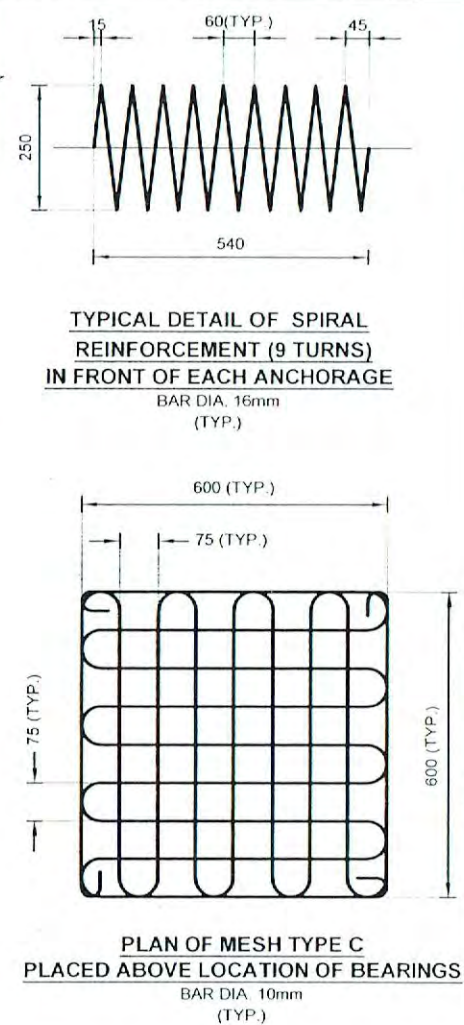 15
60(TYP.)
45
250
540
TYPICAL DETAIL OF SPIRAL
REINFORCEMENT (9 TURNS)
IN FRONT OF EACH ANCHORAGE
BAR DIA. 16mm
(TYP.)
600 (TYP.)
75 (TYP.)
75 (TYP.)
600 (TYP.)
PLAN OF MESH TYPE C
PLACED ABOVE LOCATION OF BEARINGS
BAR DIA. 10mm
(TYP.)